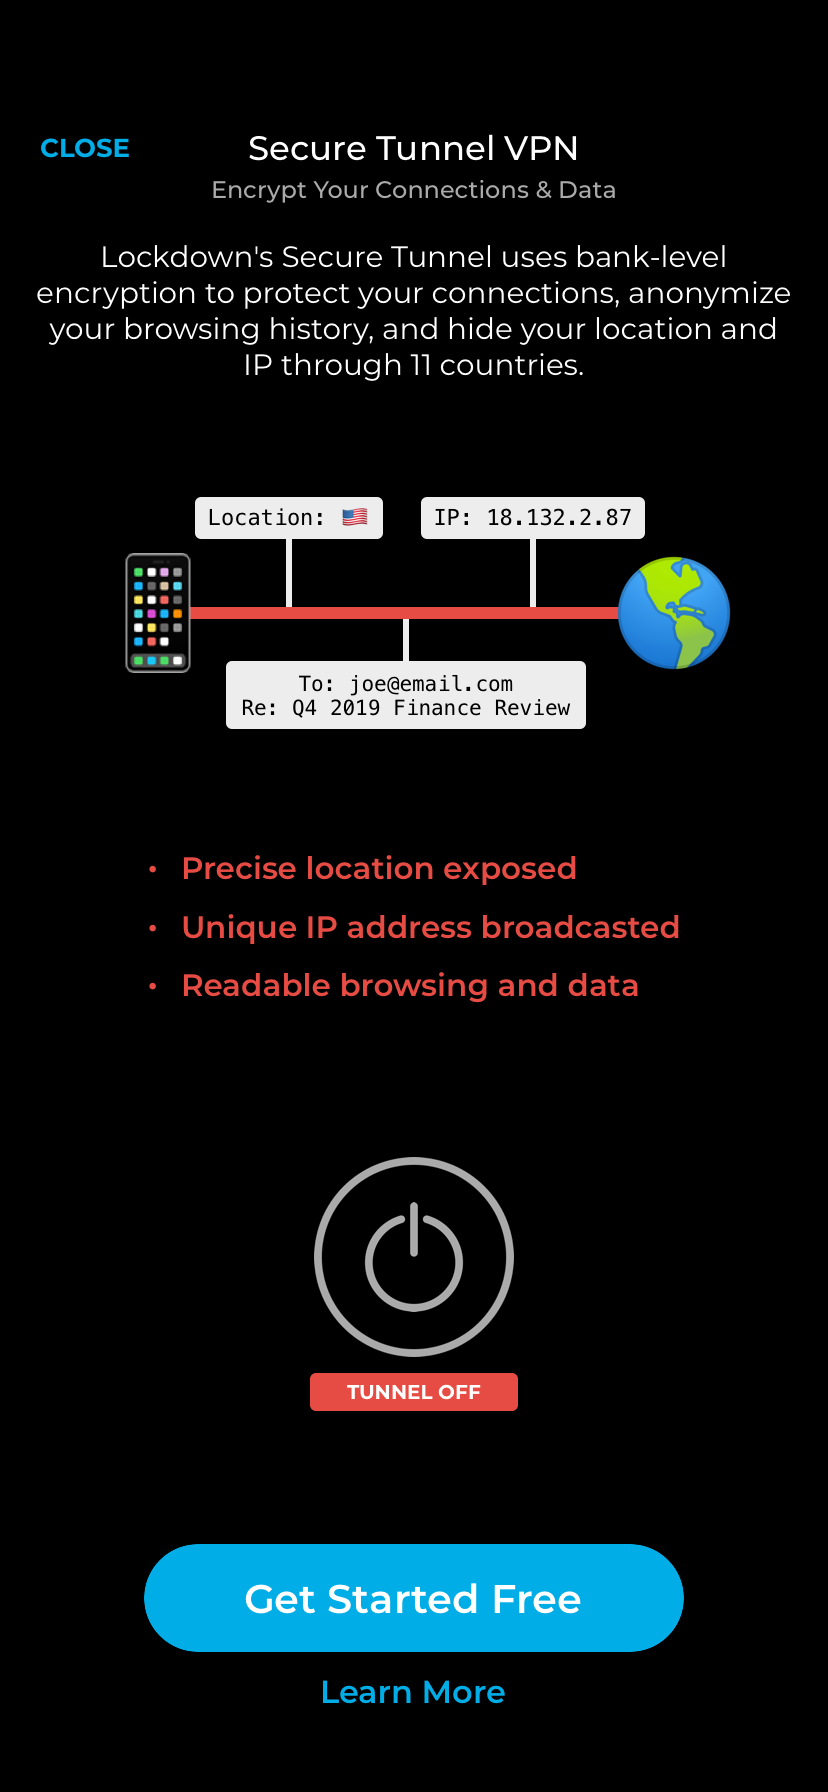 CLOSE
Secure Tunnel VPN
Encrypt Your Connections & Data
Lockdown's Secure Tunnel uses bank-level
encryption to protect your connections, anonymize
your browsing history, and hide your location and
IP through 11 countries.
Location: 🇺🇸
IP: 18.132.2.87
To: joe@email.com
Re: Q4 2019 Finance Review
• Precise location exposed
• Unique IP address broadcasted
• Readable browsing and data
TUNNEL OFF
Get Started Free
Learn More